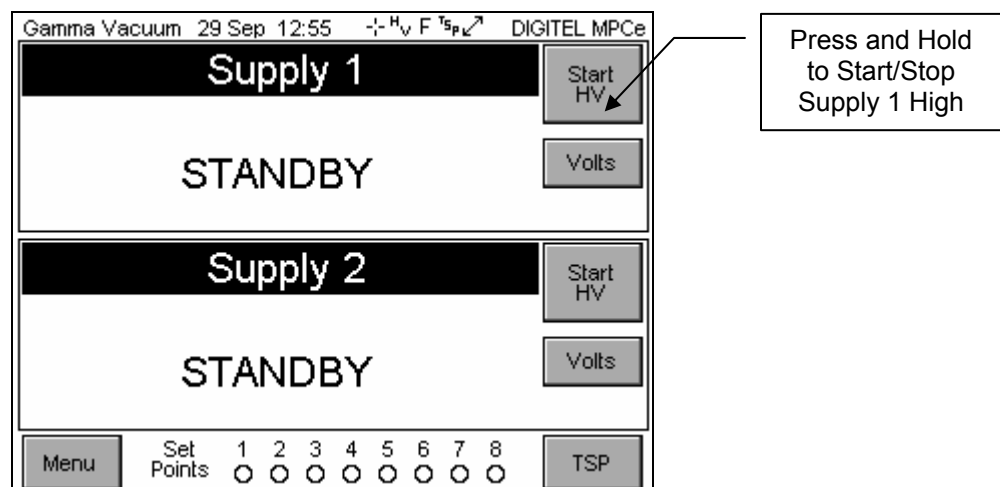 Gamma Vacuum 29 Sep 12:55 HV F TSP DIGITEL MPCe
Supply 1
Start
HV
STANDBY
Volts
Supply 2
Start
HV
STANDBY
Volts
Menu
Set
Points
1 2 3 4 5 6 7 8
TSP
Press and Hold
to Start/Stop
Supply 1 High